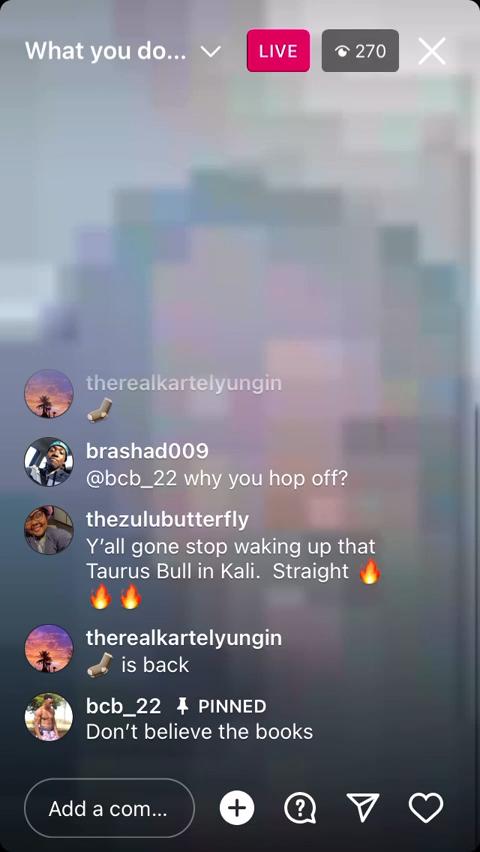 What you do...
LIVE
270
therealkartelyungin
🧦
brashad009
@bcb_22 why you hop off?
thezulubutterfly
Y’all gone stop waking up that
Taurus Bull in Kali.  Straight 🔥
🔥 🔥
therealkartelyungin
🧦 is back
bcb_22 📌 PINNED
Don’t believe the books
Add a com...